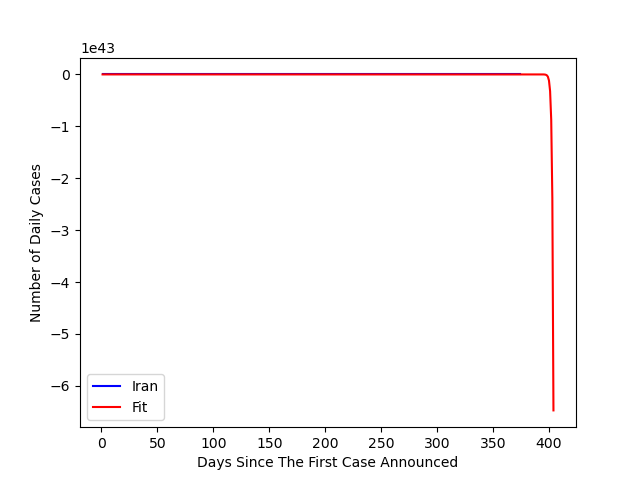 1e43
0
−1
−2
−3
−4
−5
−6
Number of Daily Cases
0 50 100 150 200 250 300 350 400
Days Since The First Case Announced
Iran
Fit